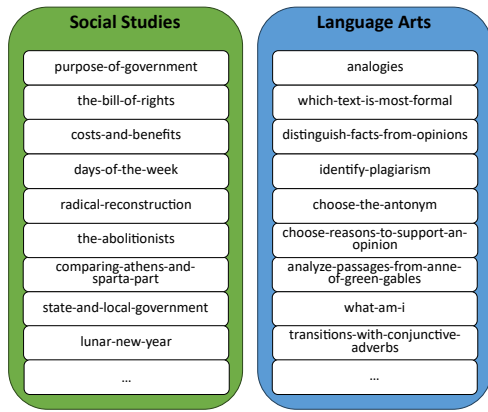 Social Studies
purpose-of-government
the-bill-of-rights
costs-and-benefits
days-of-the-week
radical-reconstruction
the-abolitionists
comparing-athens-and-
sparta-part
state-and-local-government
lunar-new-year
...
Language Arts
analogies
which-text-is-most-formal
distinguish-facts-from-opinions
identify-plagiarism
choose-the-antonym
choose-reasons-to-support-an-
opinion
analyze-passages-from-anne-
of-green-gables
what-am-i
transitions-with-conjunctive-
adverbs
...